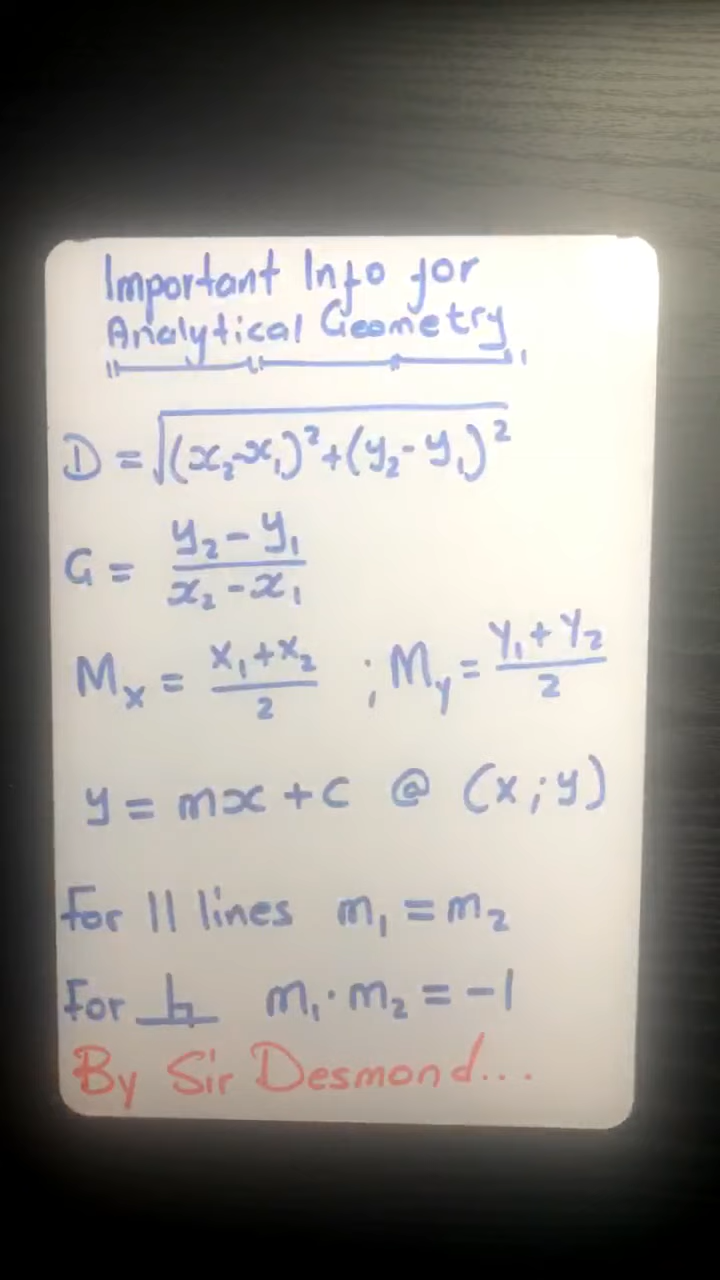 Important Info for
Analytical Geometry
D = √(x₂-x₁)²+(y₂-y₁)²
G = y₂-y₁ / x₂-x₁
Mx = x₁+x₂ / 2 ; My = Y₁+Y₂ / 2
y = mx + c @ (x;y)
For || lines m₁ = m₂
For ⊥ m₁·m₂ = -1
By Sir Desmond...